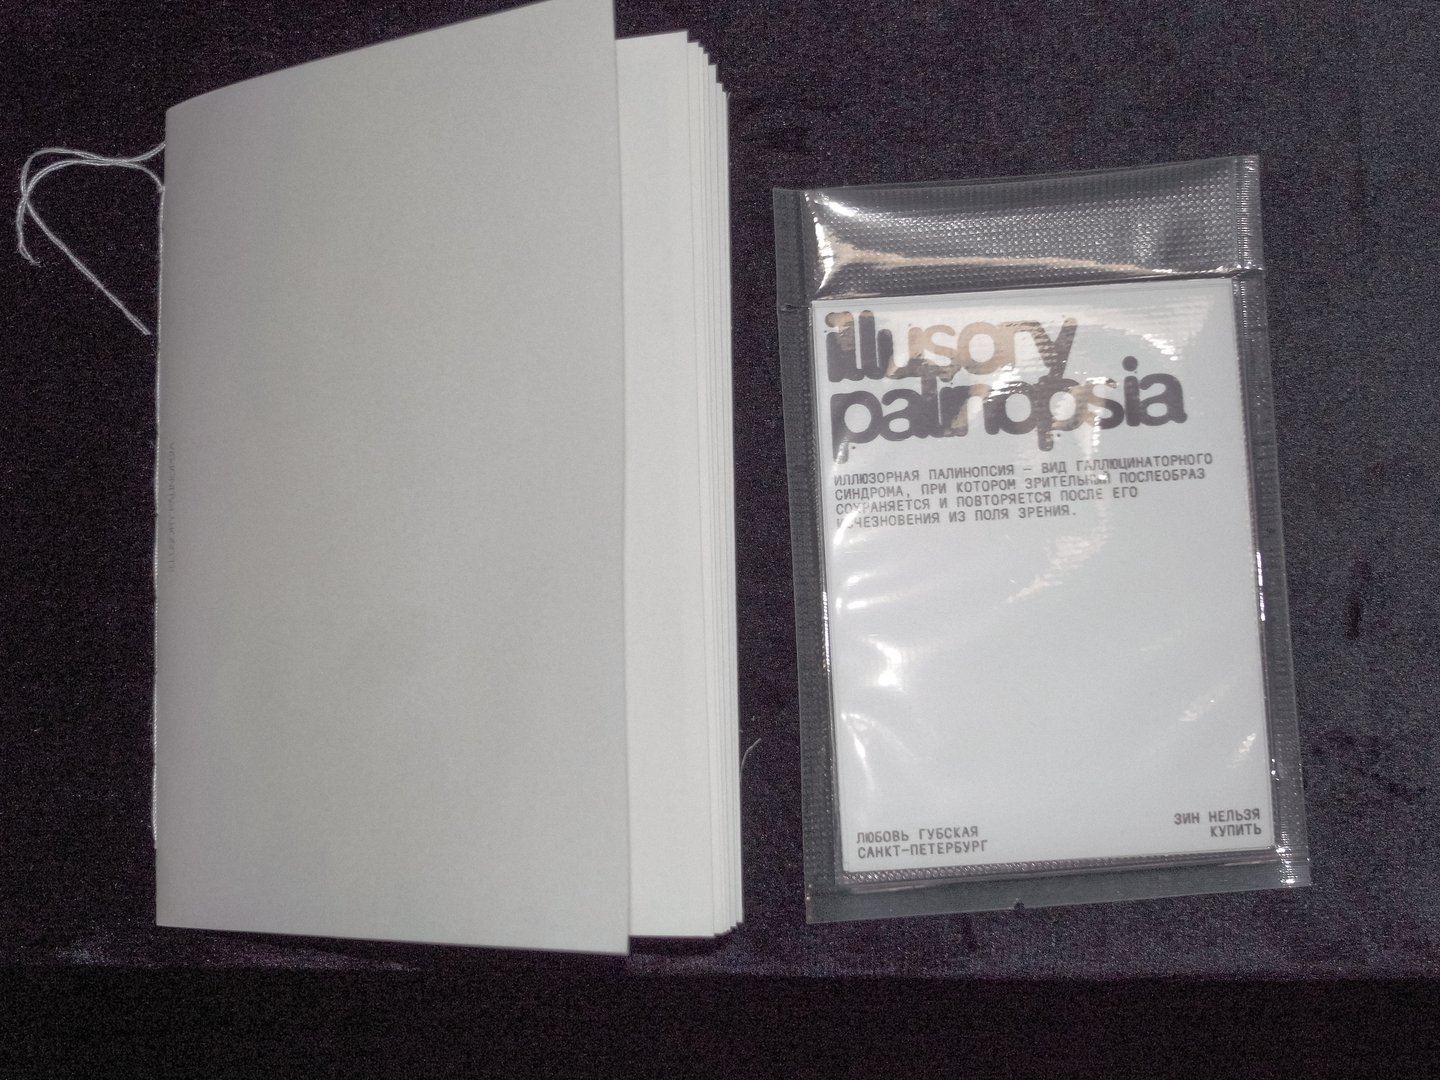 illusory
palinopsia
ИЛЛЮЗОРНАЯ ПАЛИНОПСИЯ — ВИД ГАЛЛЮЦИНАТОРНОГО
СИНДРОМА, ПРИ КОТОРОМ ЗРИТЕЛЬНЫЙ ПОСЛЕОБРАЗ
СОХРАНЯЕТСЯ И ПОВТОРЯЕТСЯ ПОСЛЕ ЕГО
ИСЧЕЗНОВЕНИЯ ИЗ ПОЛЯ ЗРЕНИЯ.
ЛЮБОВЬ ГУБСКАЯ
САНКТ-ПЕТЕРБУРГ
ЗИН НЕЛЬЗЯ
КУПИТЬ